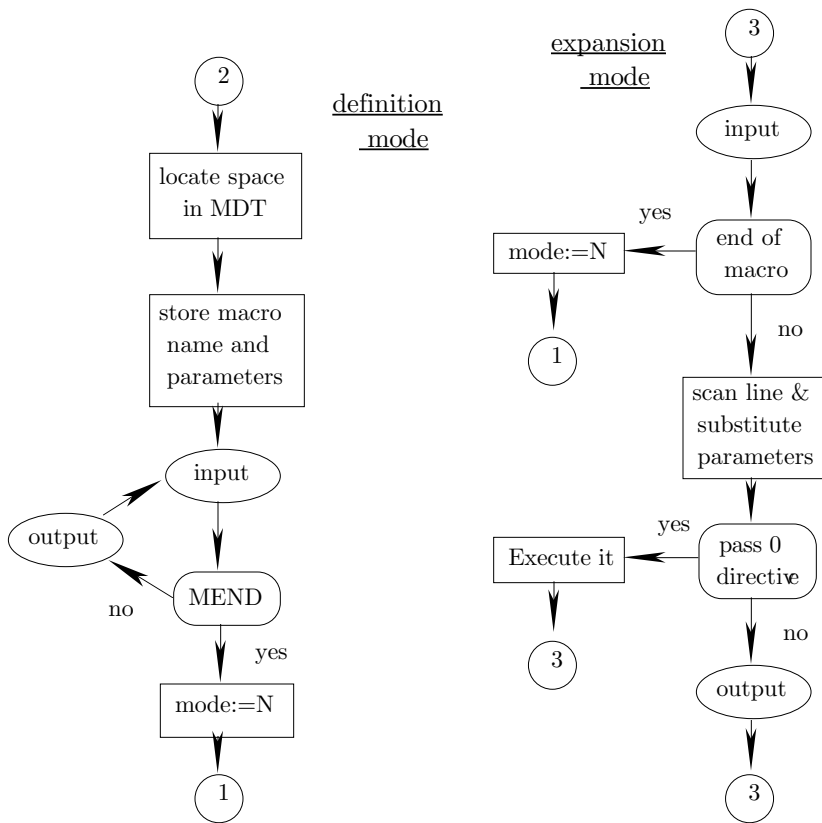 2
definition
mode
locate space
in MDT
store macro
name and
parameters
input
output
MEND
no
yes
mode:=N
1
3
expansion
mode
input
end of
macro
yes
mode:=N
1
no
scan line &
substitute
parameters
pass 0
directive
yes
Execute it
3
no
output
3